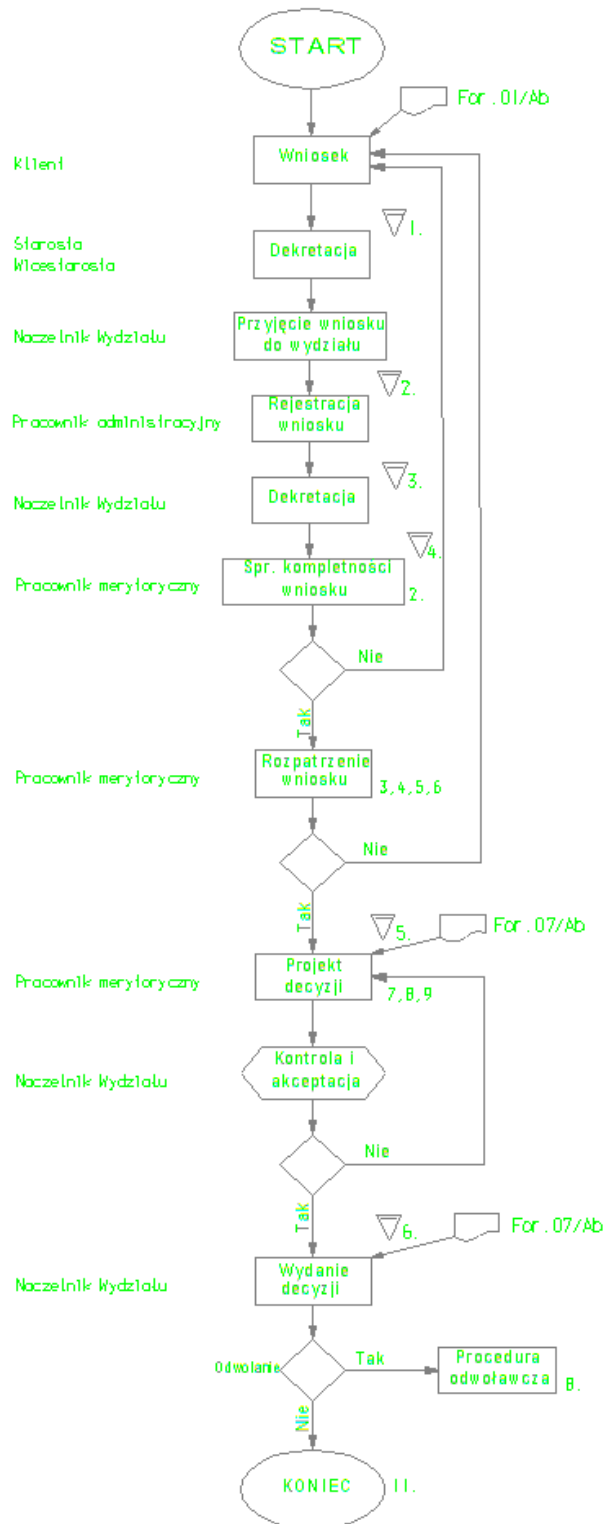 START
For.01/Ab
Klient
Wniosek
1.
Starosta
Wicestarosta
Dekretacja
Naczelnik Wydziału
Przyjęcie wniosku
do wydziału
2.
Pracownik administracyjny
Rejestracja
wniosku
3.
Naczelnik Wydziału
Dekretacja
4.
Pracownik merytoryczny
Spr. kompletności
wniosku
2.
Nie
Tak
Pracownik merytoryczny
Rozpatrzenie
wniosku
3,4,5,6
Nie
Tak
5.
For.07/Ab
Pracownik merytoryczny
Projekt
decyzji
7,8,9
Naczelnik Wydziału
Kontrola i
akceptacja
Nie
Tak
6.
For.07/Ab
Naczelnik Wydziału
Wydanie
decyzji
Odwolanie
Tak
Procedura
odwoławcza
8.
Nie
KONIEC
11.